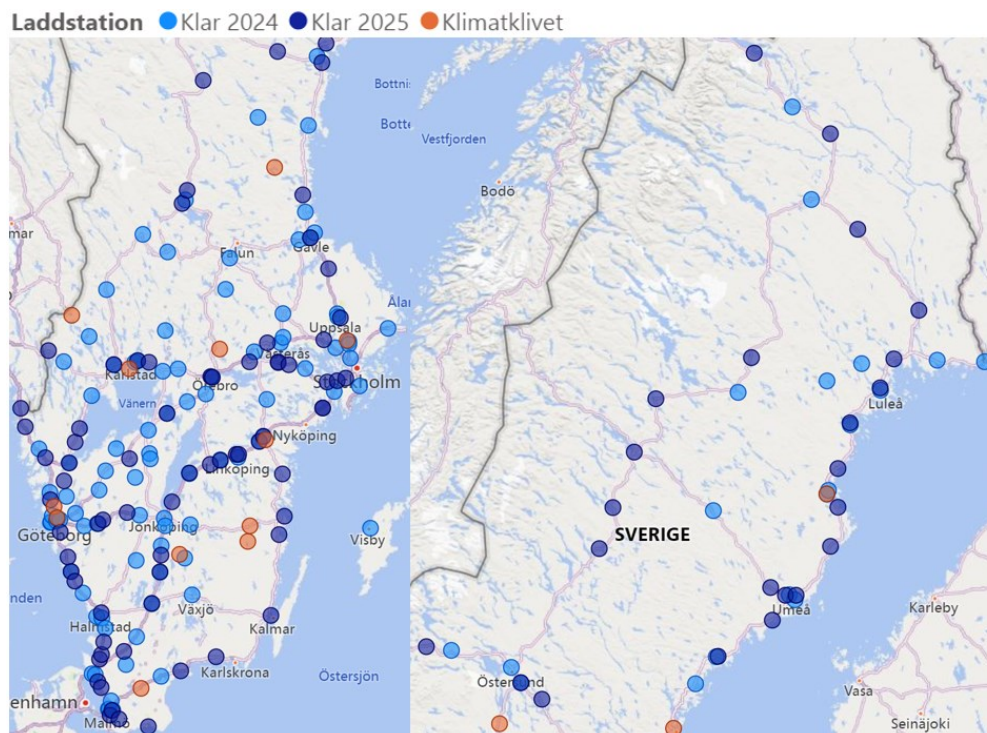 Laddstation Klar 2024 Klar 2025 Klimatklivet
Bottni
Botte
Vestfjorden
Bodö
mar
Falun
Gävle
Ålar
Uppsala
Västerås
Karlstad
Örebro
Stockholm
Vänern
Luleå
Nyköping
Linköping
Göteborg
Jönköping
Visby
SVERIGE
nden
Växjö
Halmstad
Kalmar
Umeå
Karleby
Karlskrona
Östersjön
Östersund
Vasa
enhamn
Malmö
Seinäjoki